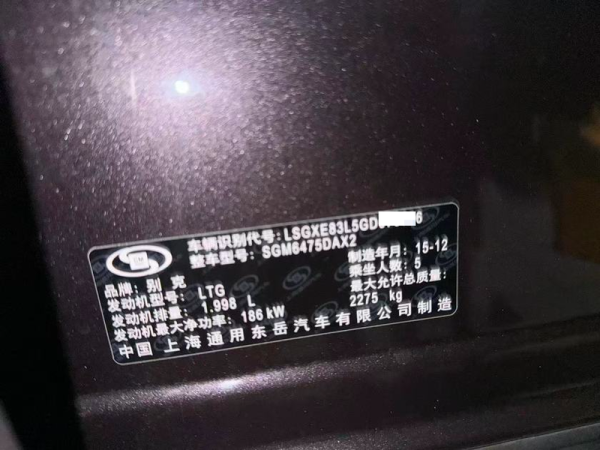 车辆识别代号: LSGXE83L5GD 6
整车型号: SGM6475DAX2
品牌: 别克
制造年月: 15-12
发动机型号: LTG
乘坐人数: 5
发动机排量: 1.998 L
最大允许总质量:
发动机最大净功率: 186 kW
2275 kg
中国 上海通用东岳汽车有限公司制造